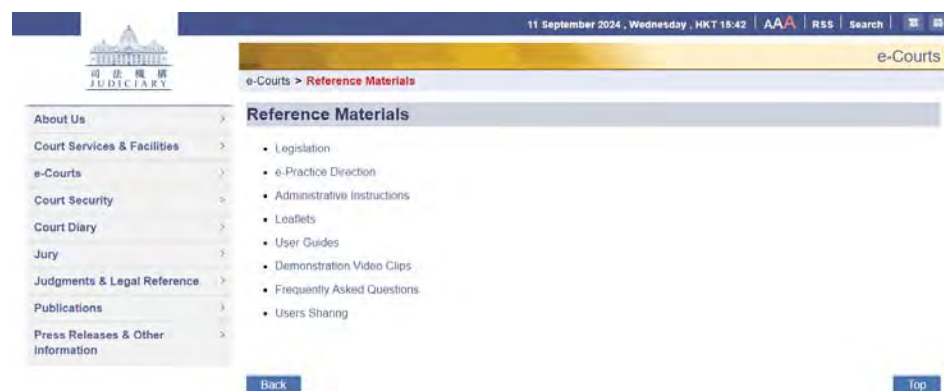 11 September 2024 , Wednesday , HKT 15:42 AAA RSS Search 繁 簡
司法機構
JUDICIARY
e-Courts
e-Courts > Reference Materials
About Us
Court Services & Facilities
e-Courts
Court Security
Court Diary
Jury
Judgments & Legal Reference
Publications
Press Releases & Other
Information
Reference Materials
• Legislation
• e-Practice Direction
• Administrative Instructions
• Leaflets
• User Guides
• Demonstration Video Clips
• Frequently Asked Questions
• Users Sharing
Back
Top